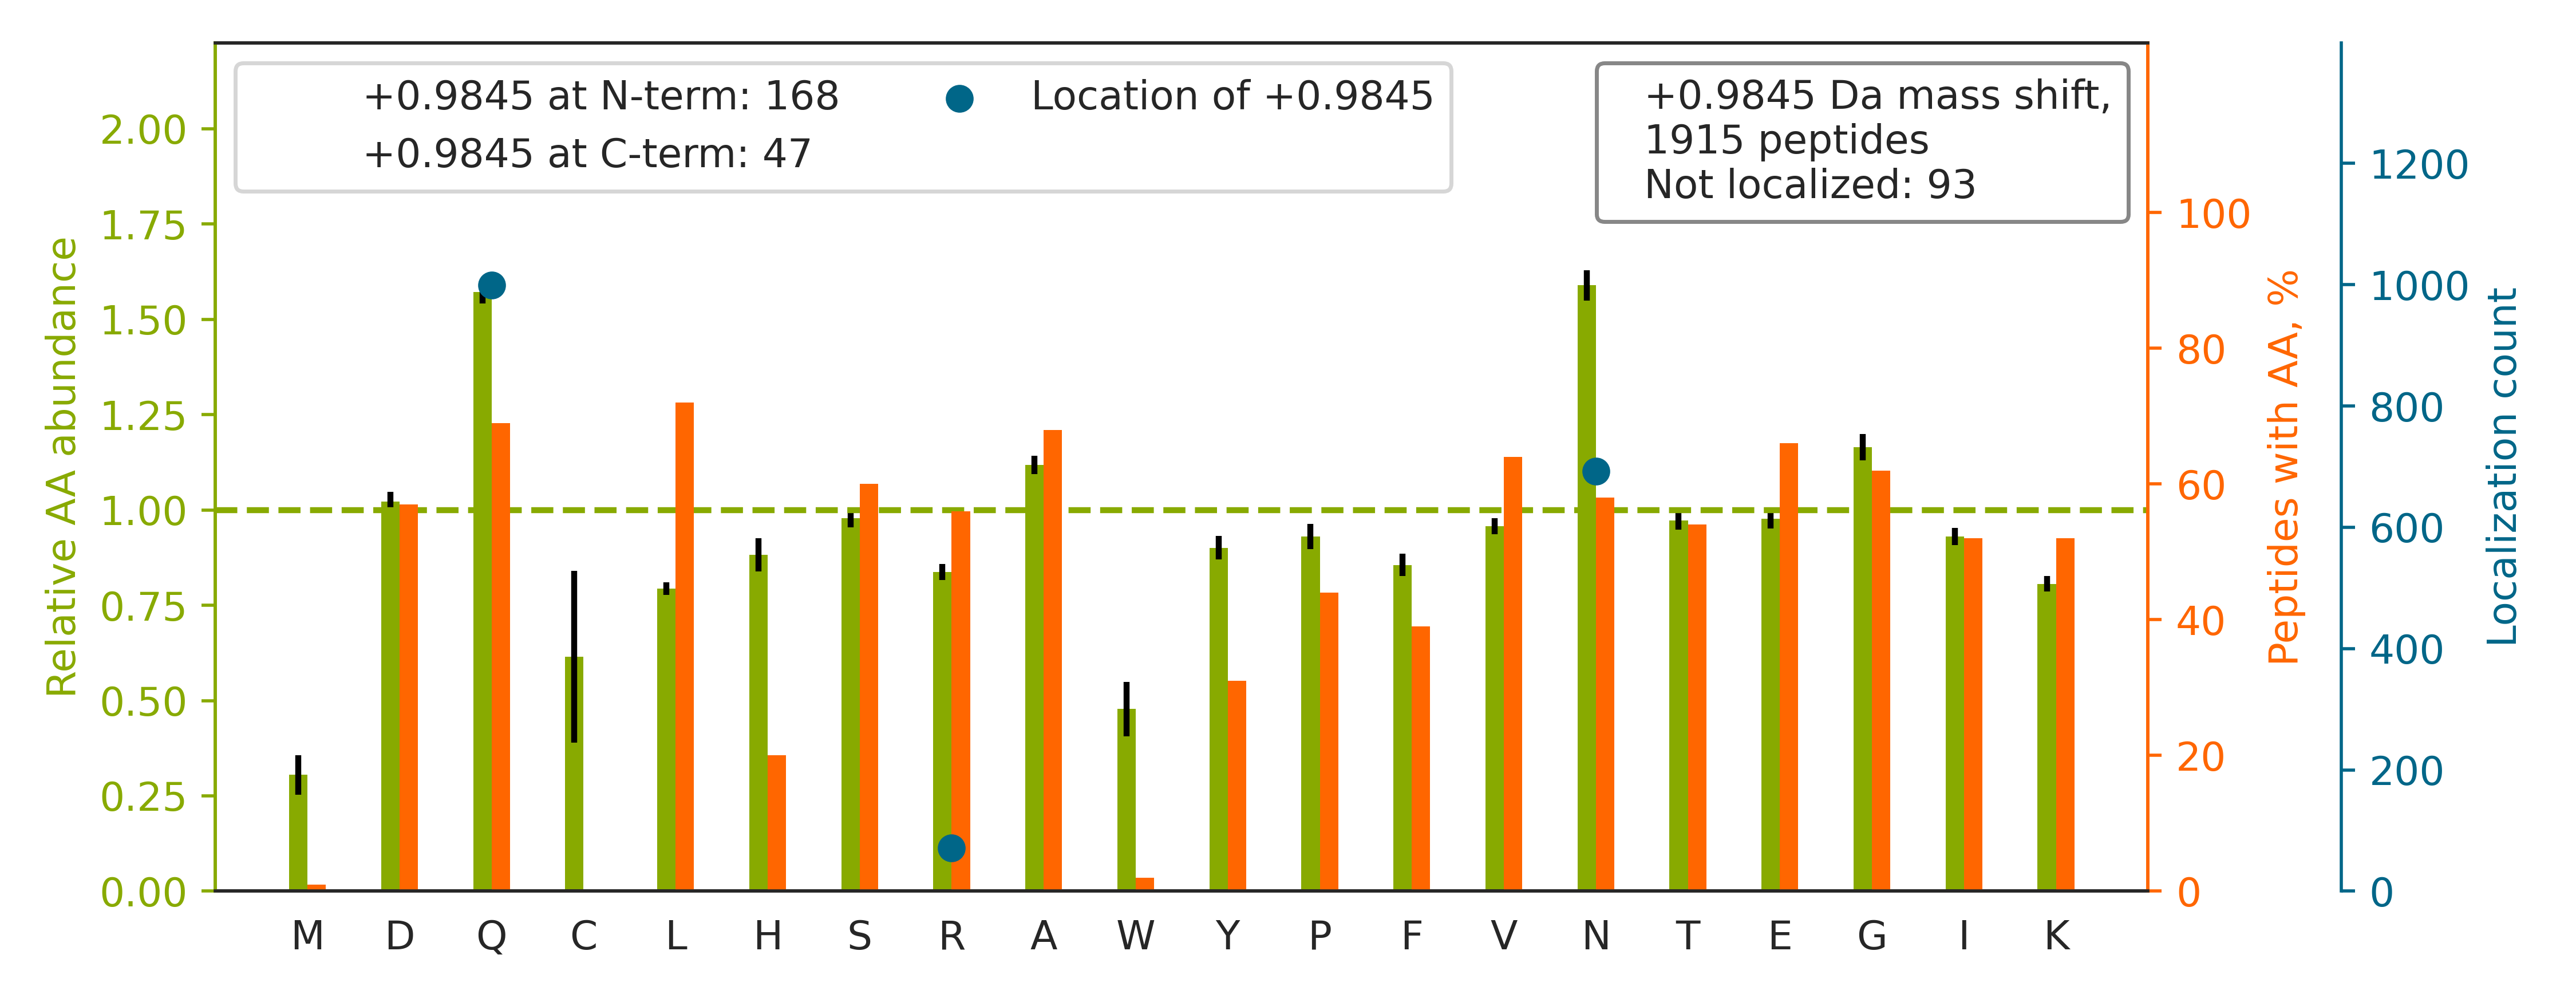 +0.9845 at N-term: 168
+0.9845 at C-term: 47
Location of +0.9845
+0.9845 Da mass shift,
1915 peptides
Not localized: 93
Relative AA abundance
2.00
1.75
1.50
1.25
1.00
0.75
0.50
0.25
0.00
M D Q C L H S R A W Y P F V N T E G I K
100
80
60
40
20
0
Peptides with AA, %
1200
1000
800
600
400
200
0
Localization count